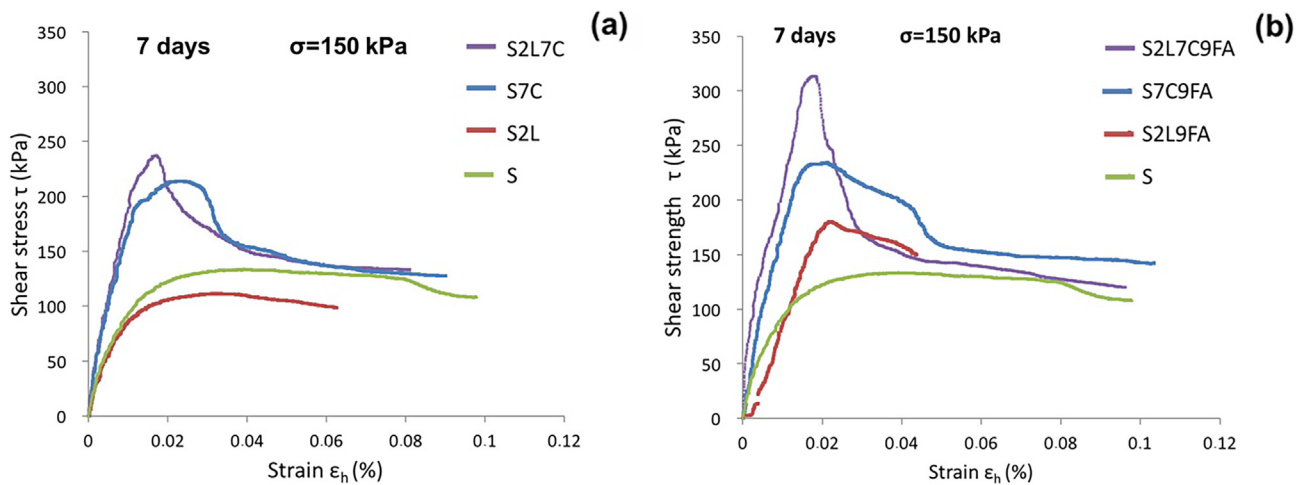 (a)
7 days
σ=150 kPa
S2L7C
S7C
S2L
S
Shear stress τ (kPa)
350
300
250
200
150
100
50
0
0 0.02 0.04 0.06 0.08 0.1 0.12
Strain εh (%)
(b)
7 days
σ=150 kPa
S2L7C9FA
S7C9FA
S2L9FA
S
Shear strength τ (kPa)
350
300
250
200
150
100
50
0
0 0.02 0.04 0.06 0.08 0.1 0.12
Strain εh (%)